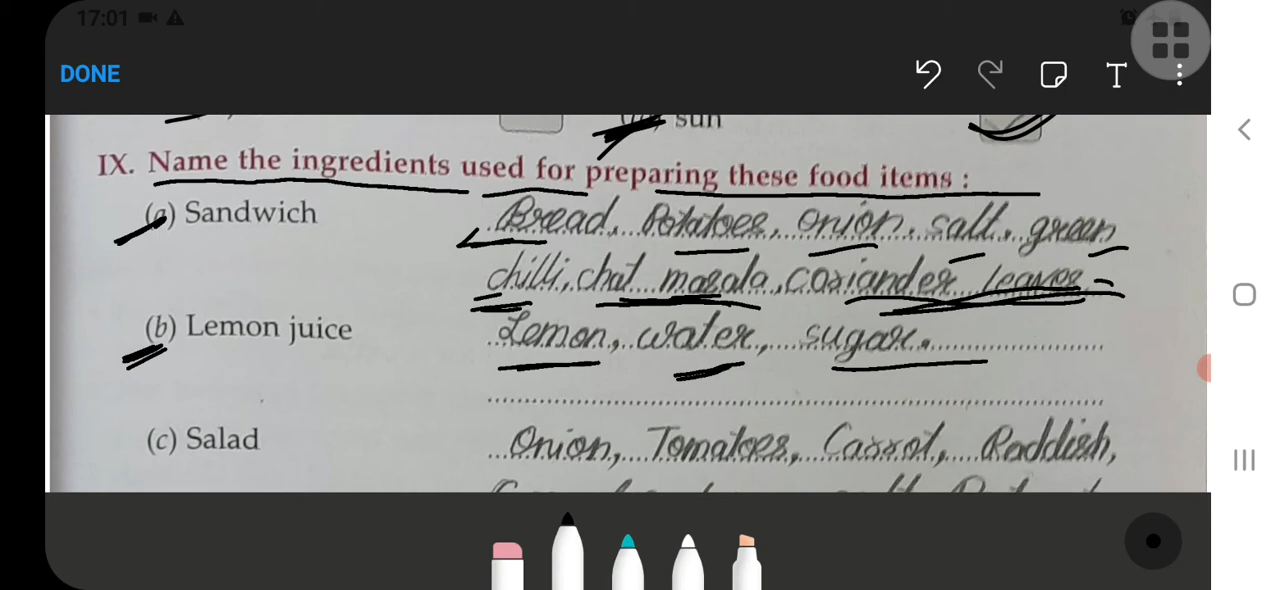 17:01
DONE
T
sun
IX. Name the ingredients used for preparing these food items :
(a) Sandwich Bread, Potatoes, onion, salt, green
chilli, chat masala, coriander leaves
(b) Lemon juice Lemon, water, sugar.
(c) Salad Onion, Tomatoes, Carrot, Raddish,